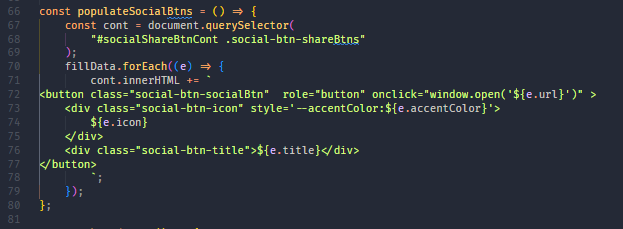 66 const populateSocialBtns = () => {
67 const cont = document.querySelector(
68 "#socialShareBtnCont .social-btn-shareBtns"
69 );
70 fillData.forEach((e) => {
71 cont.innerHTML += `
72 <button class="social-btn-socialBtn"  role="button" onclick="window.open('${e.url}')" >
73 <div class="social-btn-icon" style='--accentColor:${e.accentColor}'>
74 ${e.icon}
75 </div>
76 <div class="social-btn-title">${e.title}</div>
77 </button>
78 `;
79 });
80 };
81